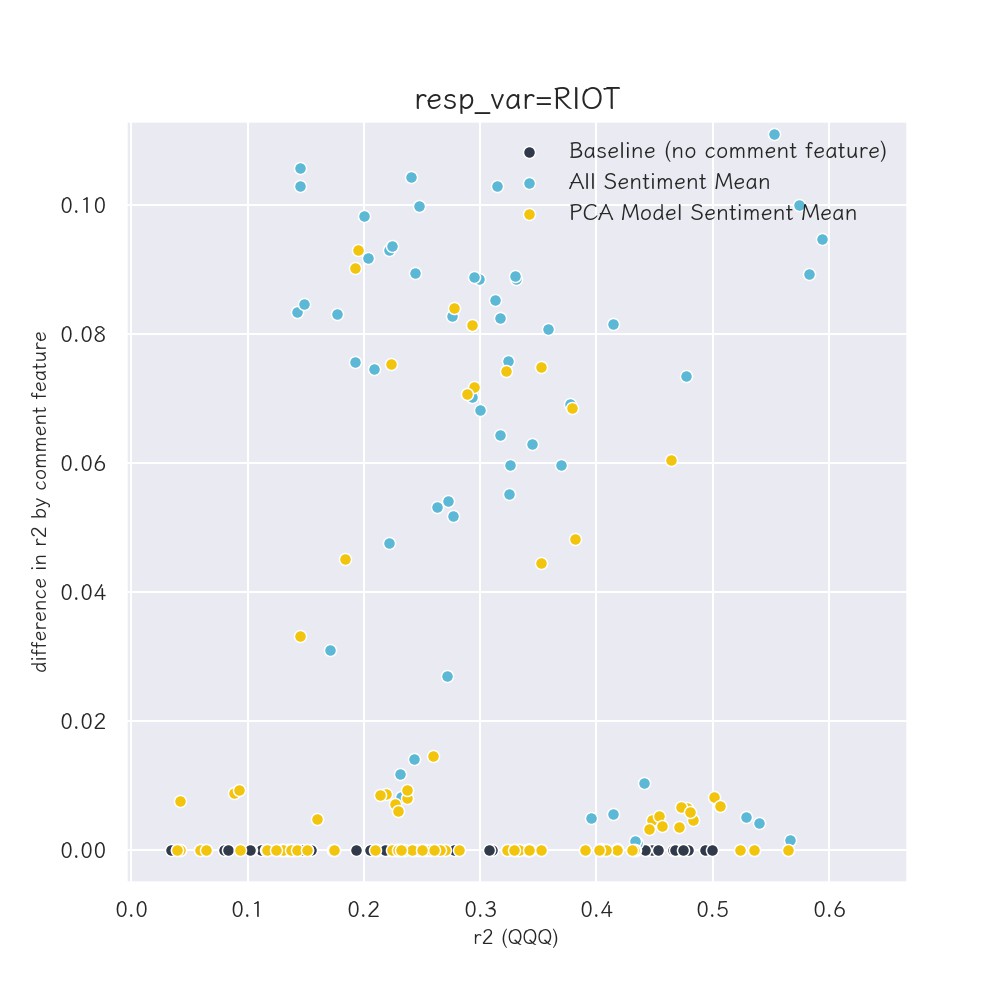 resp_var=RIOT
Baseline (no comment feature)
All Sentiment Mean
PCA Model Sentiment Mean
difference in r2 by comment feature
0.10
0.08
0.06
0.04
0.02
0.00
0.0 0.1 0.2 0.3 0.4 0.5 0.6
r2 (QQQ)